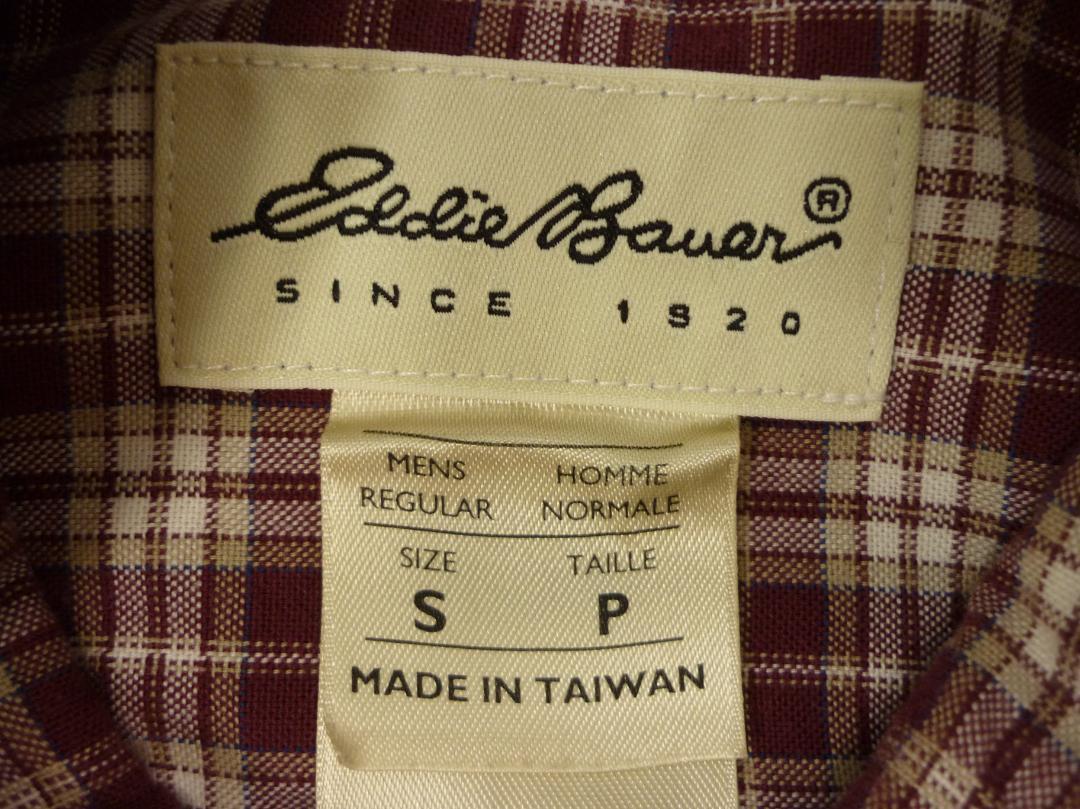 Eddie Bauer®
SINCE 1920
MENS HOMME
REGULAR NORMALE
SIZE TAILLE
S P
MADE IN TAIWAN